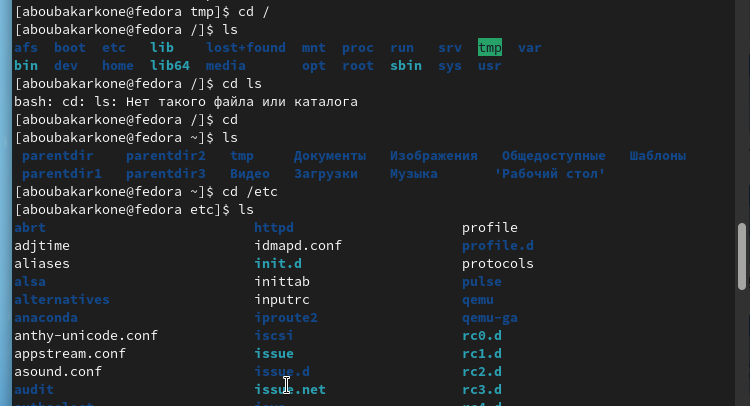 [aboubakarkone@fedora tmp]$ cd /
[aboubakarkone@fedora /]$ ls
afs boot etc lib lost+found mnt proc run srv tmp var
bin dev home lib64 media opt root sbin sys usr
[aboubakarkone@fedora /]$ cd ls
bash: cd: ls: Нет такого файла или каталога
[aboubakarkone@fedora /]$ cd
[aboubakarkone@fedora ~]$ ls
parentdir parentdir2 tmp Документы Изображения Общедоступные Шаблоны
parentdir1 parentdir3 Видео Загрузки Музыка 'Рабочий стол'
[aboubakarkone@fedora ~]$ cd /etc
[aboubakarkone@fedora etc]$ ls
abrt httpd profile
adjtime idmapd.conf profile.d
aliases init.d protocols
alsa inittab pulse
alternatives inputrc qemu
anaconda iproute2 qemu-ga
anthy-unicode.conf iscsi rc0.d
appstream.conf issue rc1.d
asound.conf issue.d rc2.d
audit issue.net rc3.d